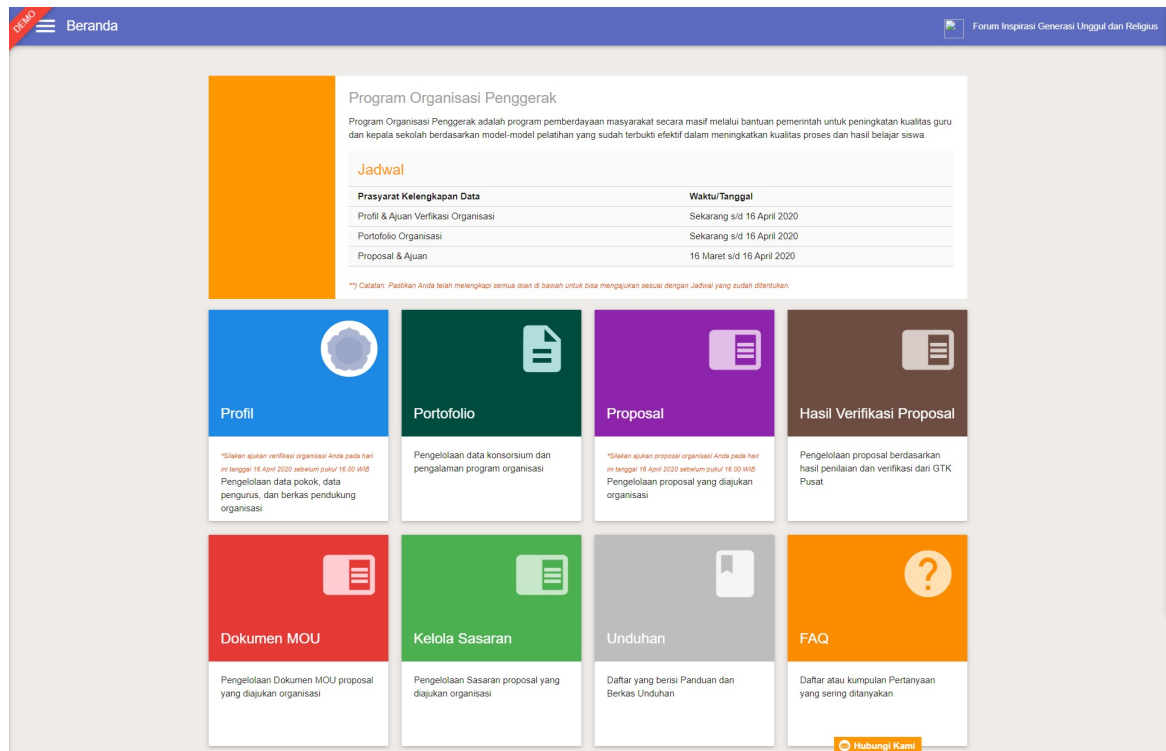 DEMO
Beranda
Forum Inspirasi Generasi Unggul dan Religius
Program Organisasi Penggerak
Program Organisasi Penggerak adalah program pemberdayaan masyarakat secara masif melalui bantuan pemerintah untuk peningkatan kualitas guru
dan kepala sekolah berdasarkan model-model pelatihan yang sudah terbukti efektif dalam meningkatkan kualitas proses dan hasil belajar siswa.
Jadwal
Prasyarat Kelengkapan Data Waktu/Tanggal
Profil & Ajuan Verfikasi Organisasi Sekarang s/d 16 April 2020
Portofolio Organisasi Sekarang s/d 16 April 2020
Proposal & Ajuan 16 Maret s/d 16 April 2020
**) Catatan: Pastikan Anda telah melengkapi semua isian di bawah untuk bisa mengajukan sesuai dengan Jadwal yang sudah ditentukan.
Profil
*Silakan ajukan verifikasi organisasi Anda pada hari
ini tanggal 16 April 2020 sebelum pukul 16.00 WIB
Pengelolaan data pokok, data
pengurus, dan berkas pendukung
organisasi
Portofolio
Pengelolaan data konsorsium dan
pengalaman program organisasi
Proposal
*Silakan ajukan proposal organisasi Anda pada hari
ini tanggal 16 April 2020 sebelum pukul 16.00 WIB
Pengelolaan proposal yang diajukan
organisasi
Hasil Verifikasi Proposal
Pengelolaan proposal berdasarkan
hasil penilaian dan verifikasi dari GTK
Pusat
Dokumen MOU
Pengelolaan Dokumen MOU proposal
yang diajukan organisasi
Kelola Sasaran
Pengelolaan Sasaran proposal yang
diajukan organisasi
Unduhan
Daftar yang berisi Panduan dan
Berkas Unduhan
FAQ
Daftar atau kumpulan Pertanyaan
yang sering ditanyakan
Hubungi Kami